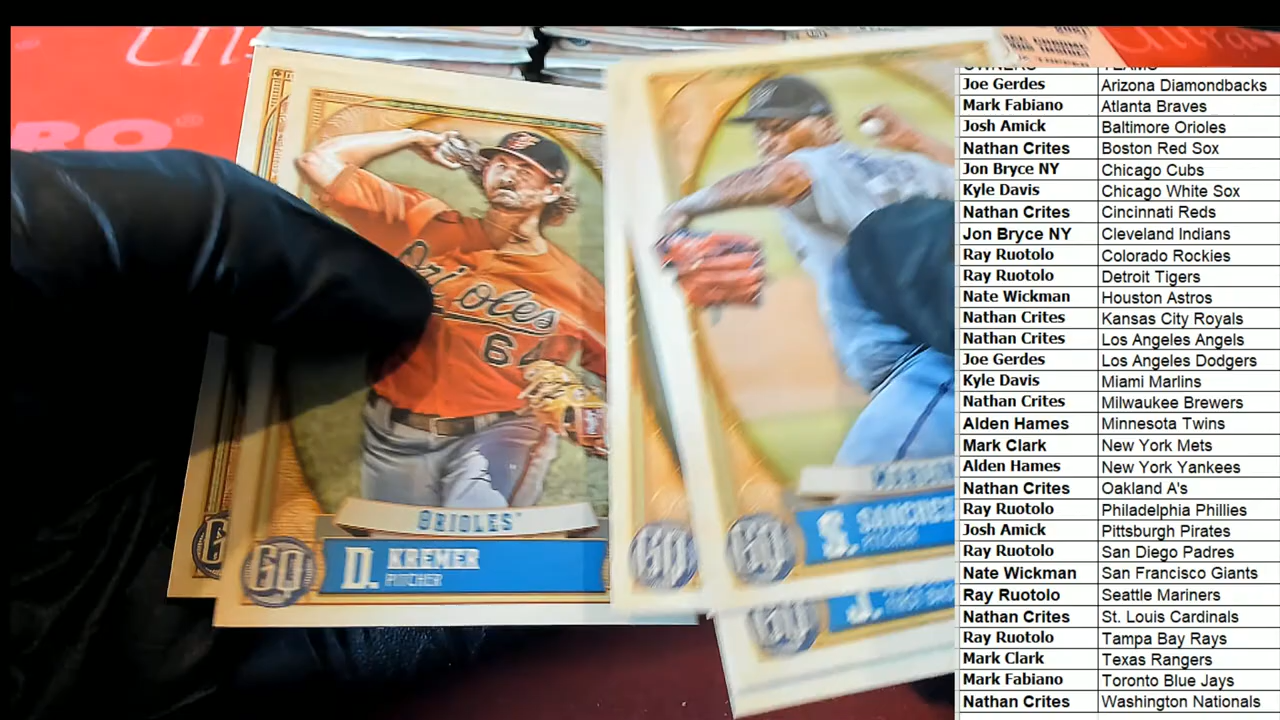 RO
Orioles
6
ORIOLES
D. KREMER
PITCHER
GQ
GQ
GQ
S. SANCHEZ
PITCHER
GQ
J.
OWNERS TEAMS
Joe Gerdes Arizona Diamondbacks
Mark Fabiano Atlanta Braves
Josh Amick Baltimore Orioles
Nathan Crites Boston Red Sox
Jon Bryce NY Chicago Cubs
Kyle Davis Chicago White Sox
Nathan Crites Cincinnati Reds
Jon Bryce NY Cleveland Indians
Ray Ruotolo Colorado Rockies
Ray Ruotolo Detroit Tigers
Nate Wickman Houston Astros
Nathan Crites Kansas City Royals
Nathan Crites Los Angeles Angels
Joe Gerdes Los Angeles Dodgers
Kyle Davis Miami Marlins
Nathan Crites Milwaukee Brewers
Alden Hames Minnesota Twins
Mark Clark New York Mets
Alden Hames New York Yankees
Nathan Crites Oakland A's
Ray Ruotolo Philadelphia Phillies
Josh Amick Pittsburgh Pirates
Ray Ruotolo San Diego Padres
Nate Wickman San Francisco Giants
Ray Ruotolo Seattle Mariners
Nathan Crites St. Louis Cardinals
Ray Ruotolo Tampa Bay Rays
Mark Clark Texas Rangers
Mark Fabiano Toronto Blue Jays
Nathan Crites Washington Nationals